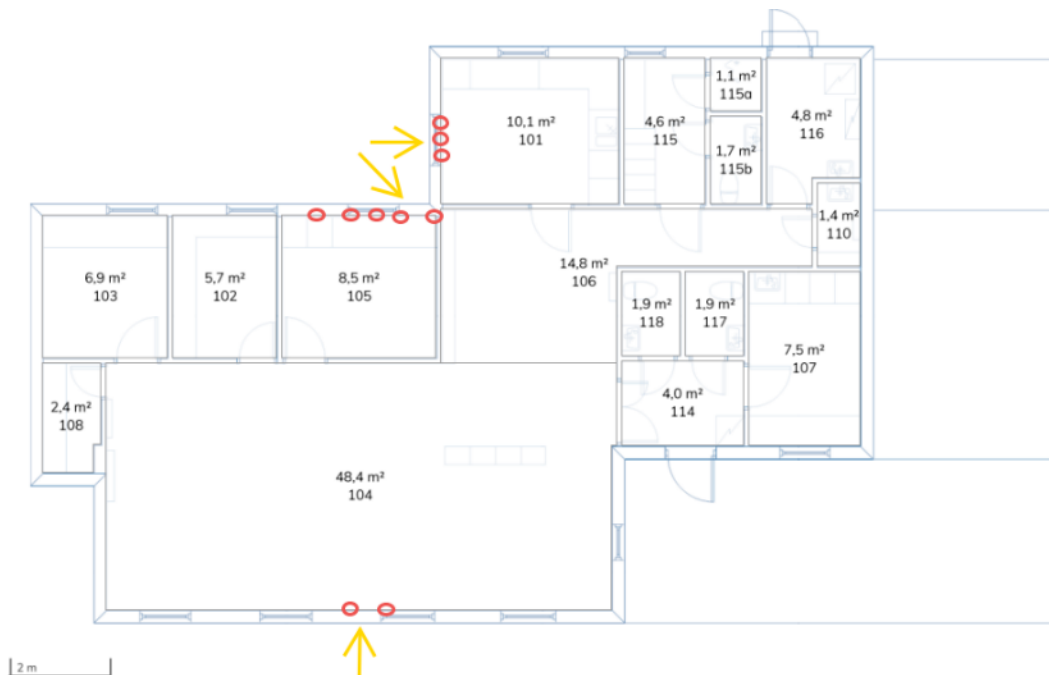 10,1 m²
101
4,6 m²
115
1,1 m²
115a
1,7 m²
115b
4,8 m²
116
1,4 m²
110
6,9 m²
103
5,7 m²
102
8,5 m²
105
14,8 m²
106
1,9 m²
118
1,9 m²
117
7,5 m²
107
2,4 m²
108
4,0 m²
114
48,4 m²
104
2 m